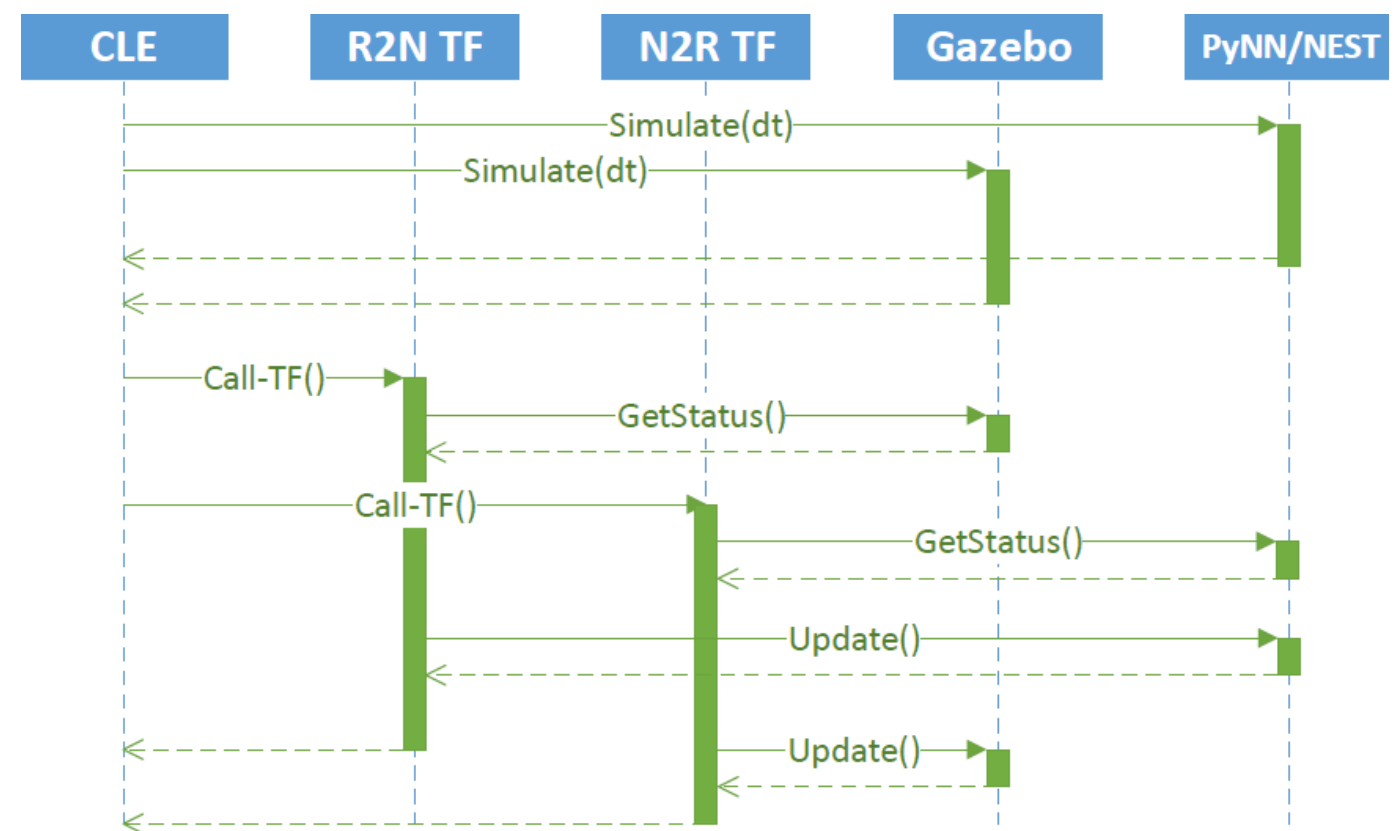 CLE
R2N TF
N2R TF
Gazebo
PyNN/NEST
Simulate(dt)
Simulate(dt)
Call-TF()
GetStatus()
Call-TF()
GetStatus()
Update()
Update()